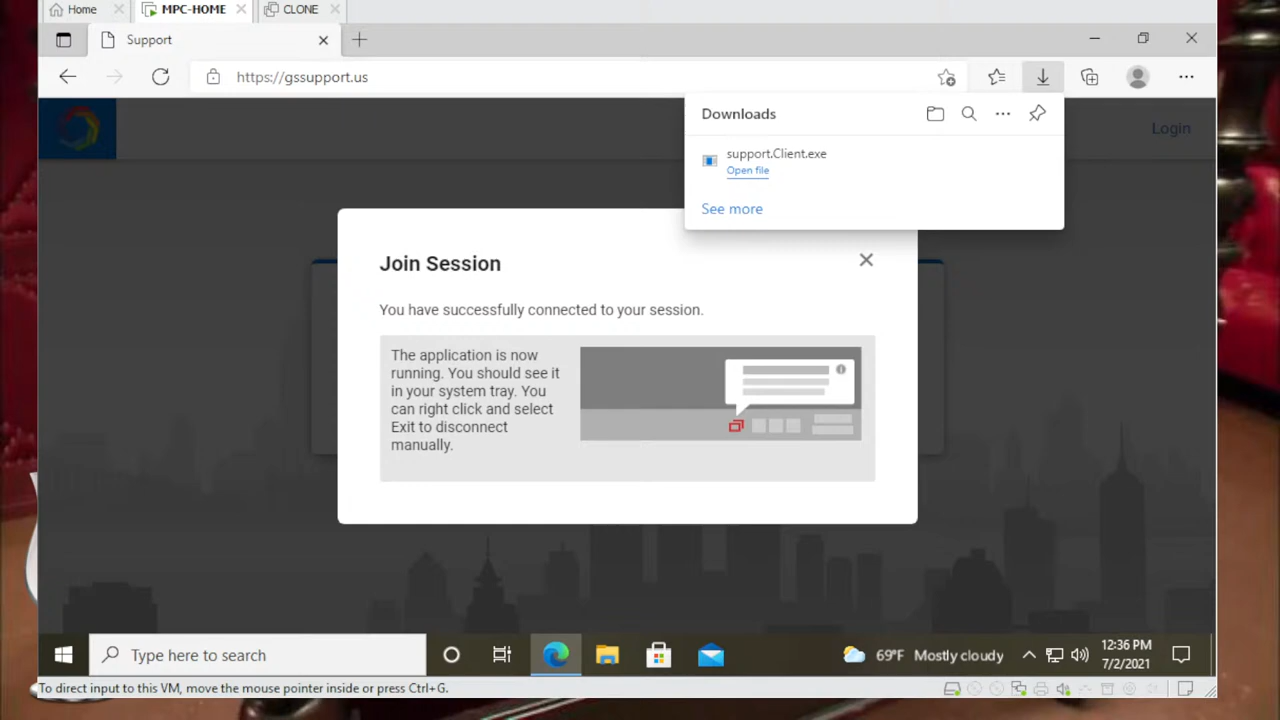 Home
MPC-HOME
CLONE
Support
https://gssupport.us
Downloads
Login
support.Client.exe
Open file
See more
Join Session
You have successfully connected to your session.
The application is now
running. You should see it
in your system tray. You
can right click and select
Exit to disconnect
manually.
Type here to search
69°F Mostly cloudy
12:36 PM
7/2/2021
To direct input to this VM, move the mouse pointer inside or press Ctrl+G.